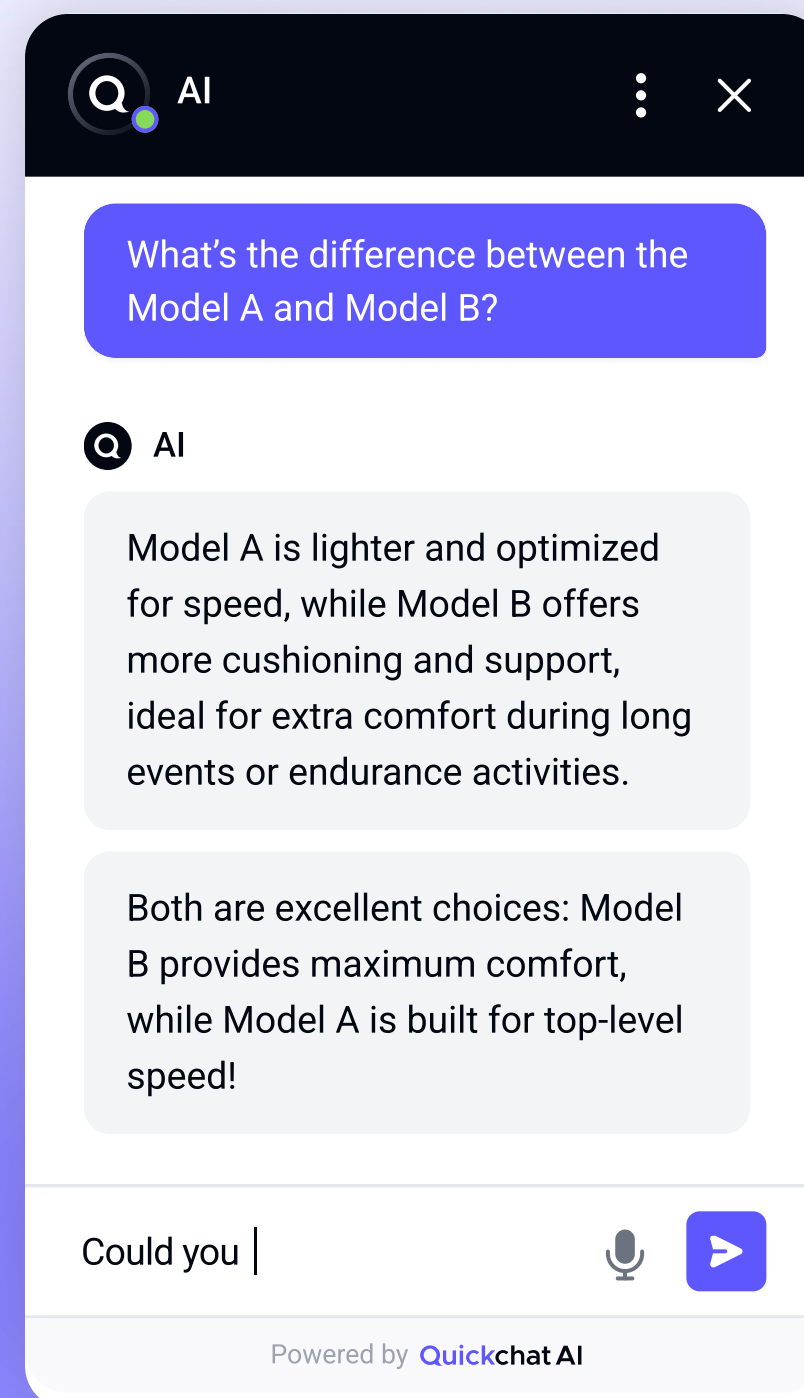 AI
What’s the difference between the
Model A and Model B?
AI
Model A is lighter and optimized
for speed, while Model B offers
more cushioning and support,
ideal for extra comfort during long
events or endurance activities.
Both are excellent choices: Model
B provides maximum comfort,
while Model A is built for top-level
speed!
Could you
Powered by Quickchat AI